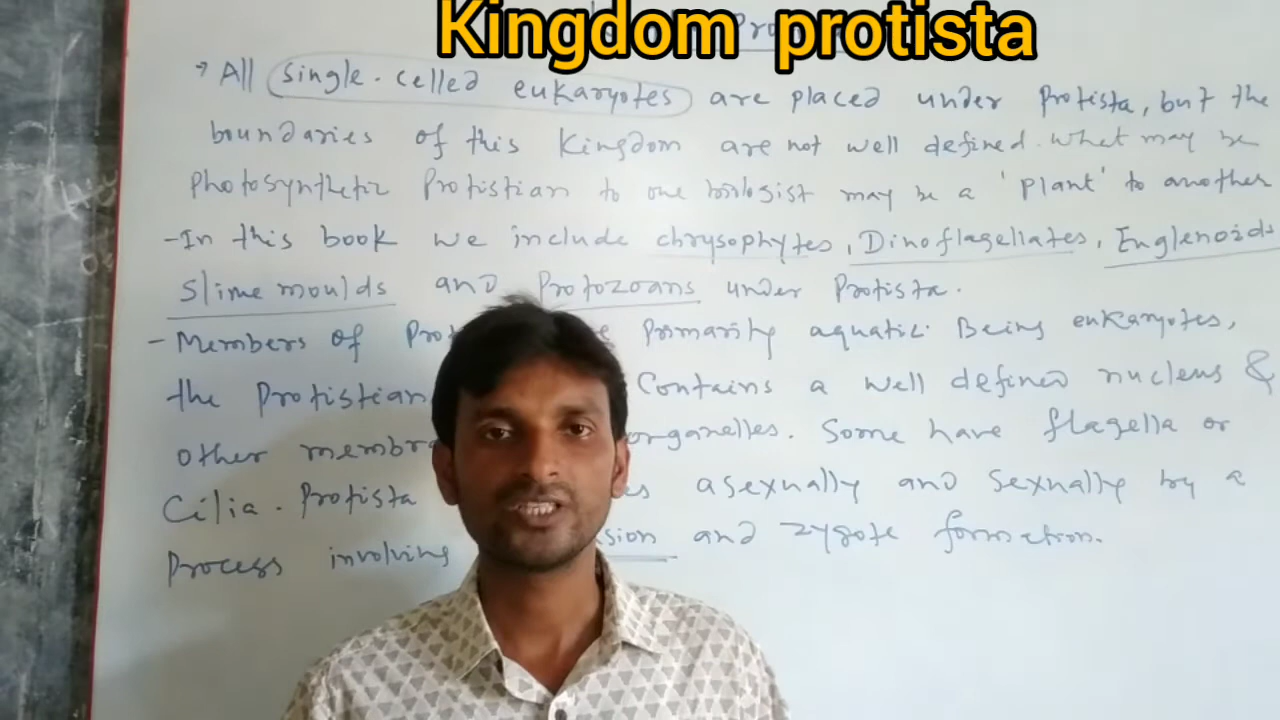 Kingdom protista
→ All single-celled eukaryotes are placed under Protista, but the
boundaries of this Kingdom are not well defined. what may be
Photosynthetic Protistian to one biologist may be a 'plant' to another
- In this book we include chrysophytes, Dinoflagellates, Euglenoids
Slime moulds and Protozoans under Protista.
- Members of Primarily aquatic. Being eukaryotes,
the Protistian Contains a well defined nucleus &
other organelles. Some have flagella or
Cilia. Protista asexually and sexually by a
Process involving and zygote formation.